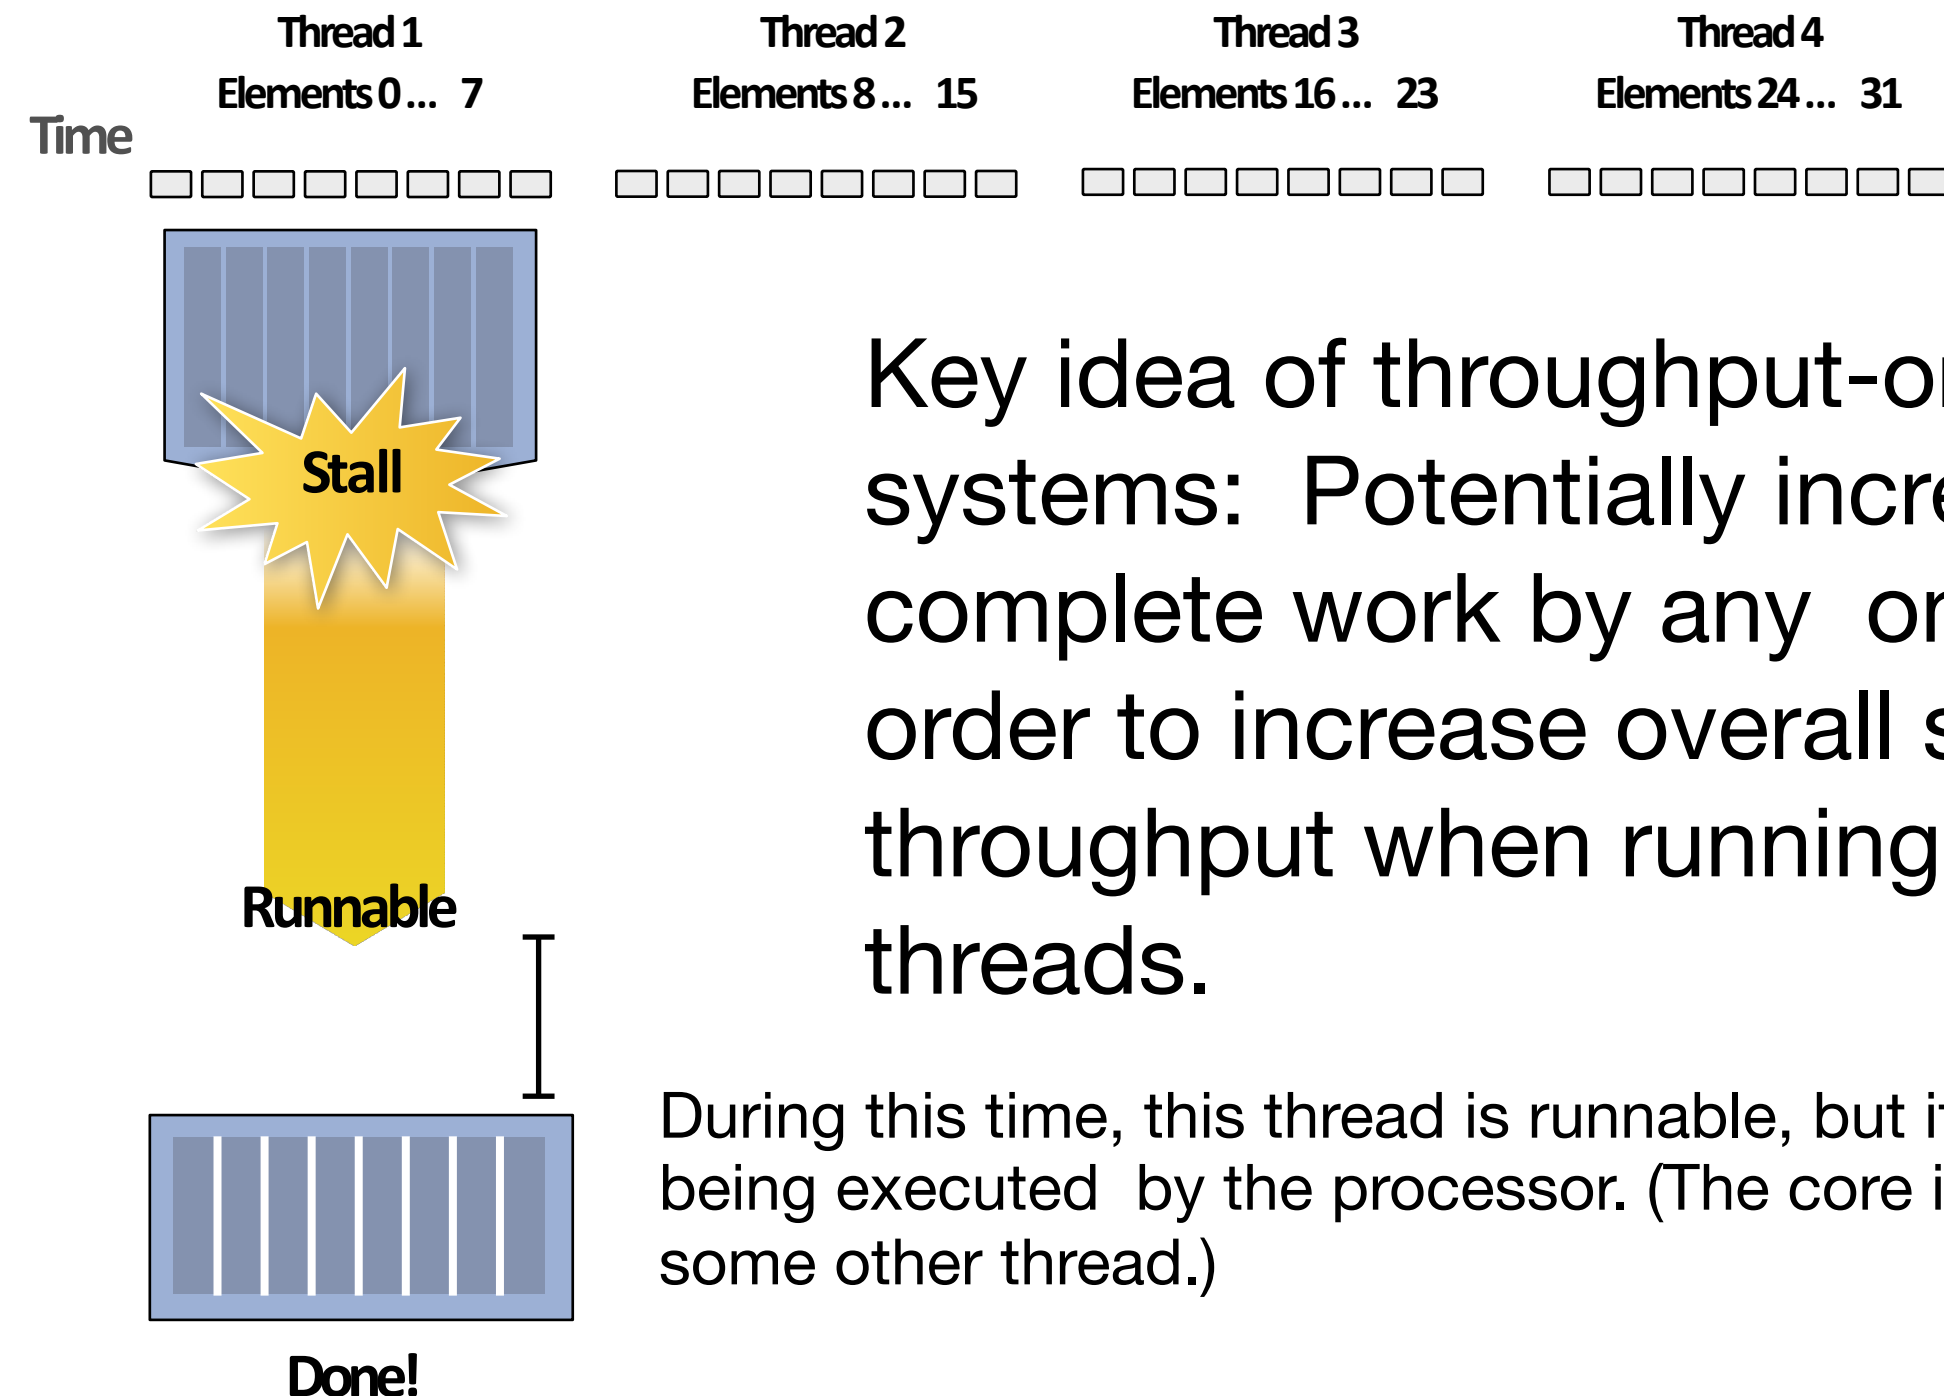 Thread 1
Elements 0 ... 7
Thread 2
Elements 8 ... 15
Thread 3
Elements 16 ... 23
Thread 4
Elements 24 ... 31
Time
Stall
Runnable
Done!
Key idea of throughput-
systems: Potentially
complete work by any
order to increase overall
throughput when running
threads.
During this time, this thread is runnable, but
being executed by the processor. (The core
some other thread.)